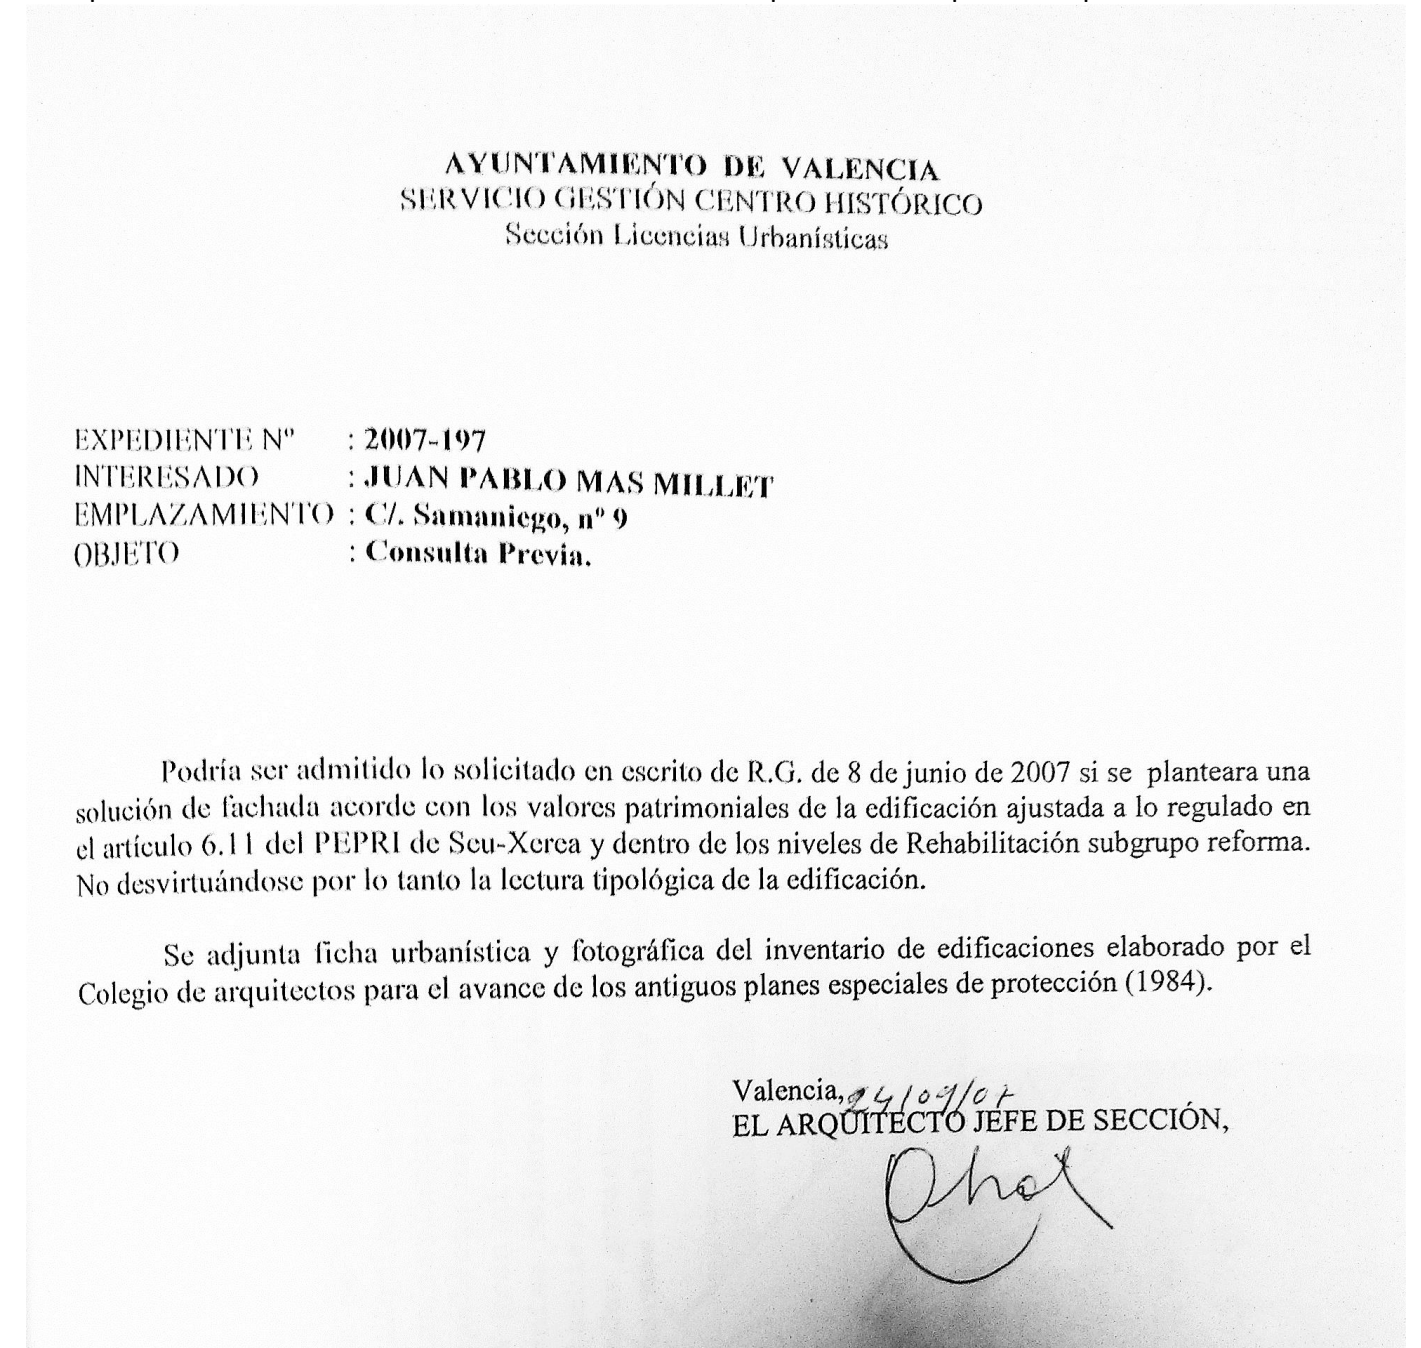 AYUNTAMIENTO DE VALENCIA
SERVICIO GESTIÓN CENTRO HISTÓRICO
Sección Licencias Urbanísticas
EXPEDIENTE Nº : 2007-197
INTERESADO : JUAN PABLO MAS MILLET
EMPLAZAMIENTO : C/. Samaniego, nº 9
OBJETO : Consulta Previa.
Podría ser admitido lo solicitado en escrito de R.G. de 8 de junio de 2007 si se planteara una
solución de fachada acorde con los valores patrimoniales de la edificación ajustada a lo regulado en
el artículo 6.11 del PEPRI de Seu-Xerea y dentro de los niveles de Rehabilitación subgrupo reforma.
No desvirtuándose por lo tanto la lectura tipológica de la edificación.
Se adjunta ficha urbanística y fotográfica del inventario de edificaciones elaborado por el
Colegio de arquitectos para el avance de los antiguos planes especiales de protección (1984).
Valencia, 24/09/07
EL ARQUITECTO JEFE DE SECCIÓN,